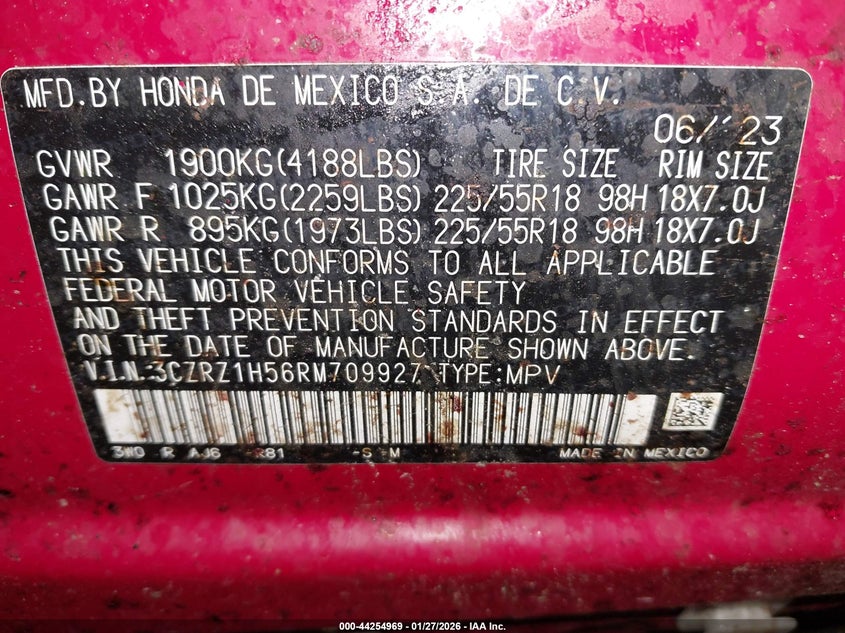 MFD.BY HONDA DE MEXICO S.A. DE C.V.
06/ 23
GVWR 1900KG(4188LBS) TIRE SIZE RIM SIZE
GAWR F 1025KG(2259LBS) 225/55R18 98H 18X7.0J
GAWR R 895KG(1973LBS) 225/55R18 98H 18X7.0J
THIS VEHICLE CONFORMS TO ALL APPLICABLE
FEDERAL MOTOR VEHICLE SAFETY
AND THEFT PREVENTION STANDARDS IN EFFECT
ON THE DATE OF MANUFACTURE SHOWN ABOVE.
V.I.N.3CZRZ1H56RM709927 TYPE:MPV
3W0 R AJ6 MADE IN MEXICO
000-44254969 | 01/27/2026 - IAA Inc.